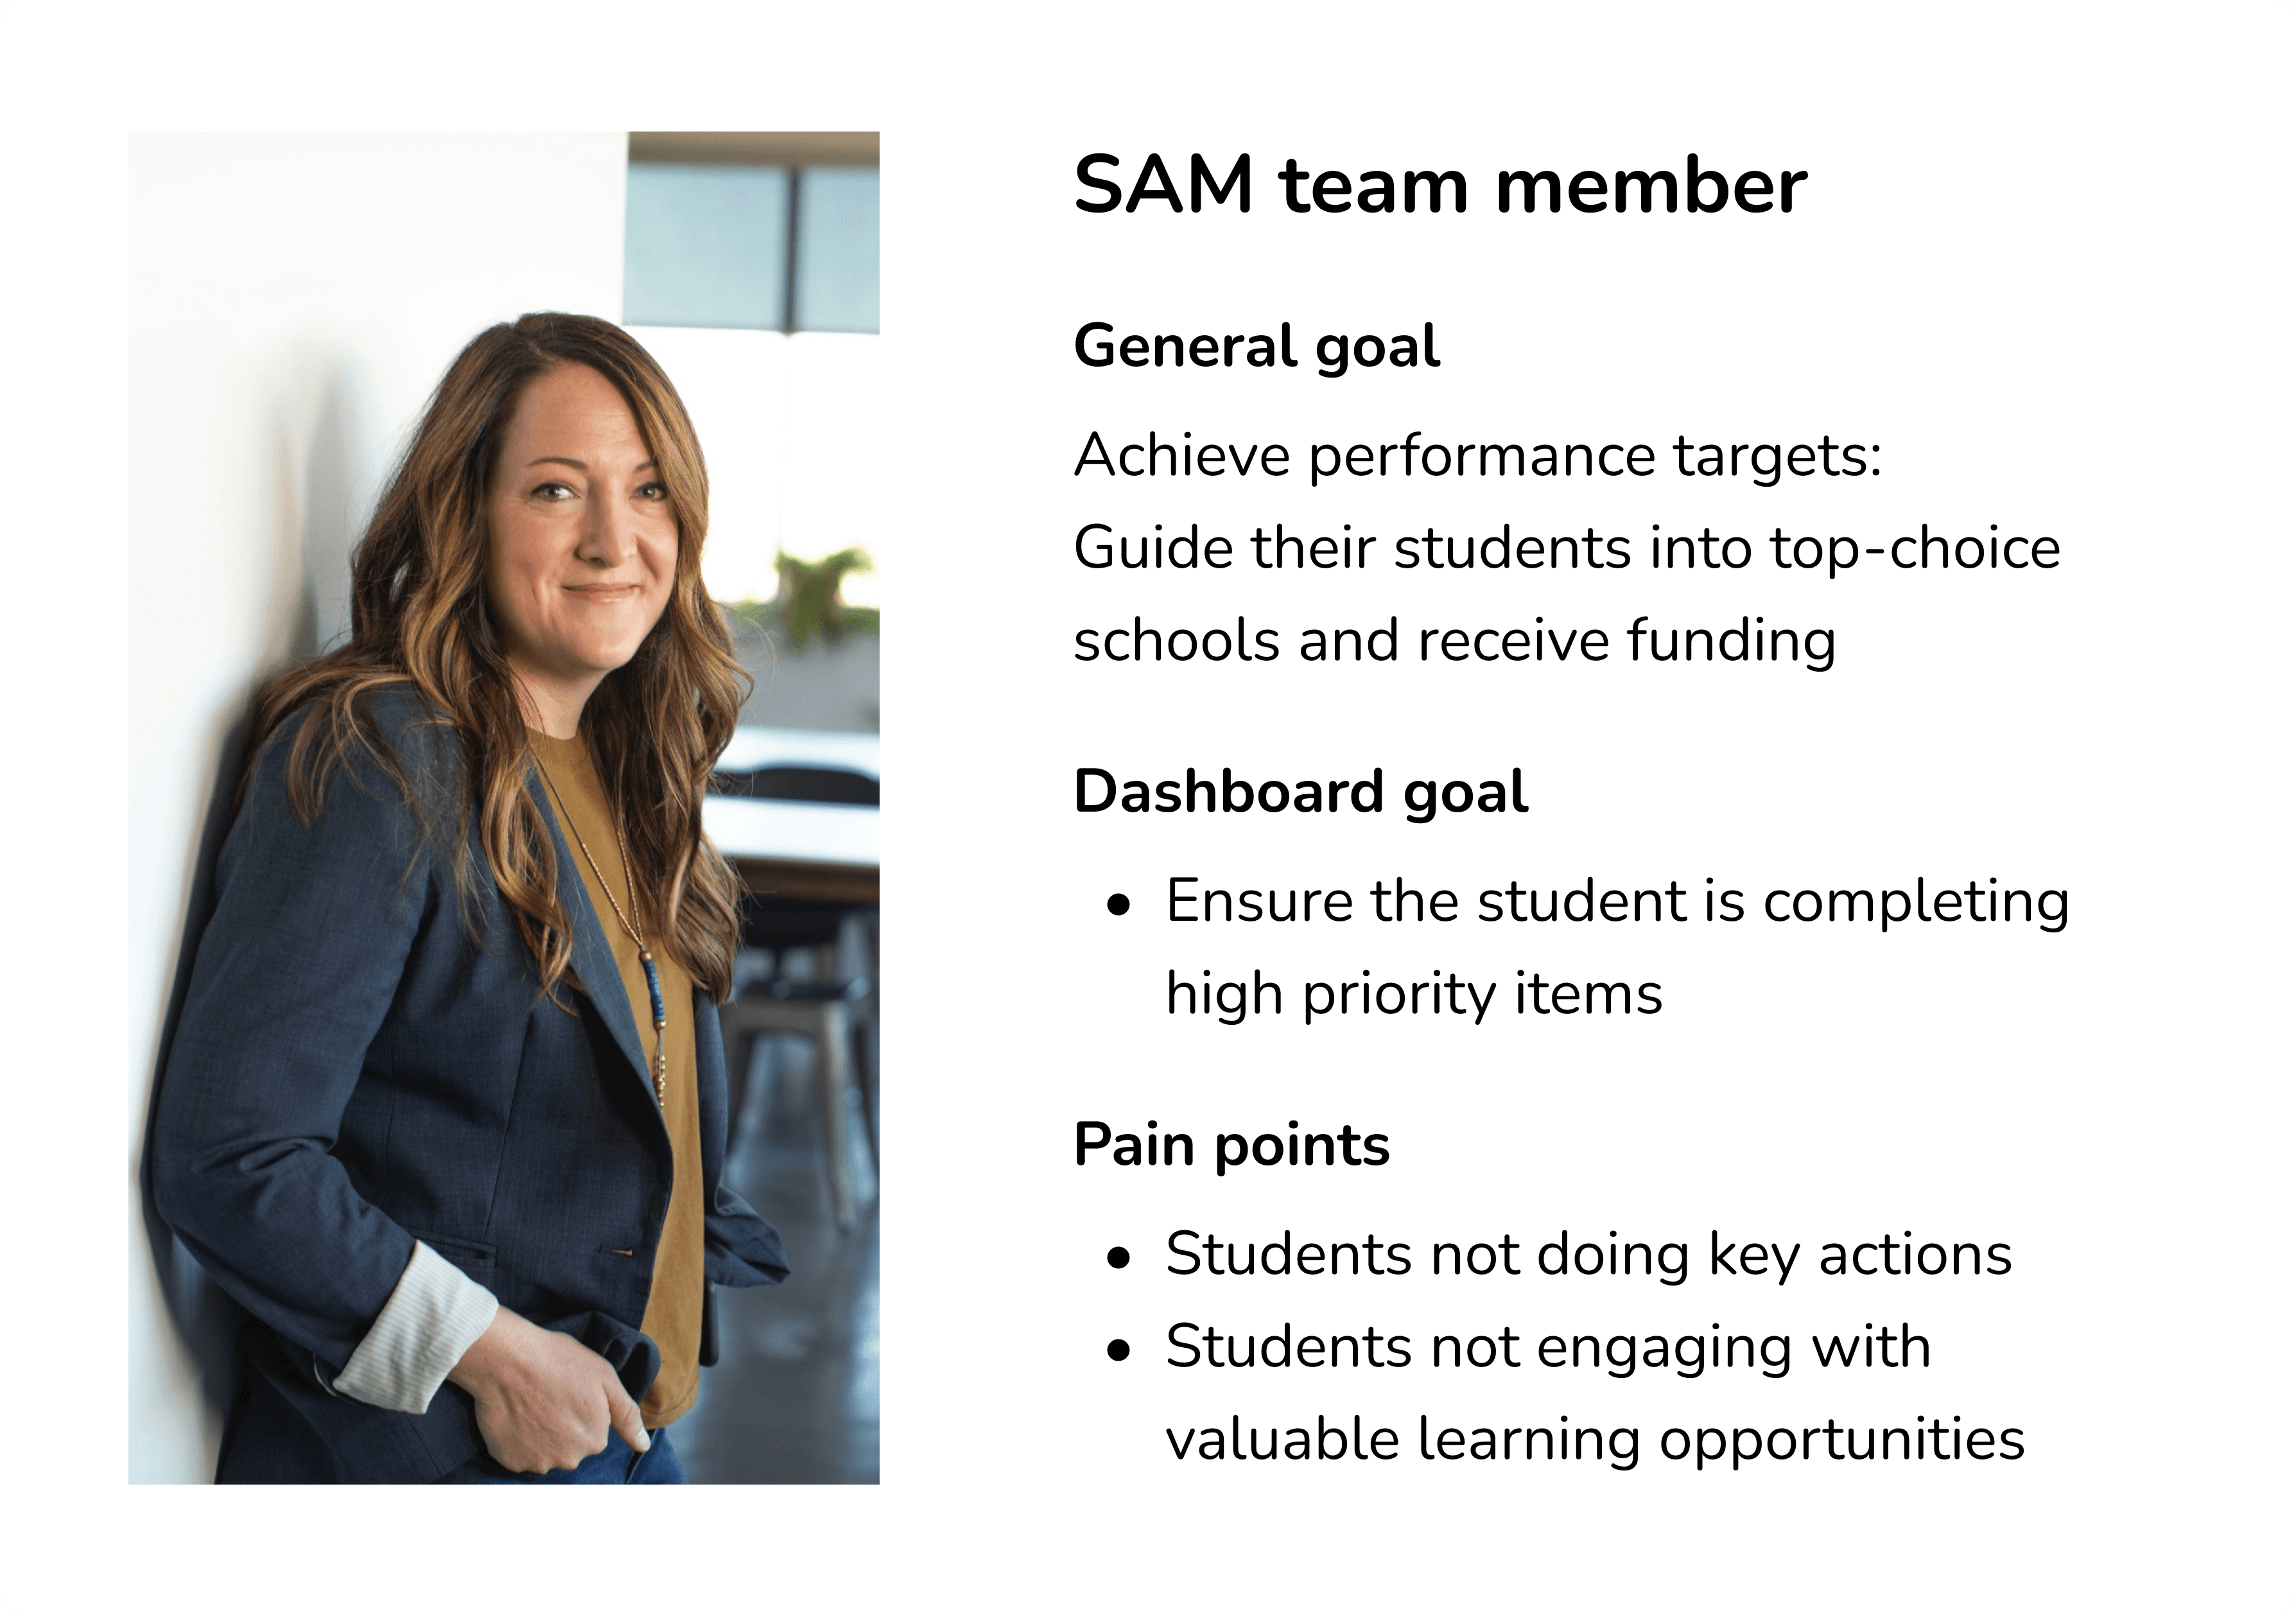 SAM team member
General goal
Achieve performance targets:
Guide their students into top-choice
schools and receive funding
Dashboard goal
• Ensure the student is completing
high priority items
Pain points
• Students not doing key actions
• Students not engaging with
valuable learning opportunities